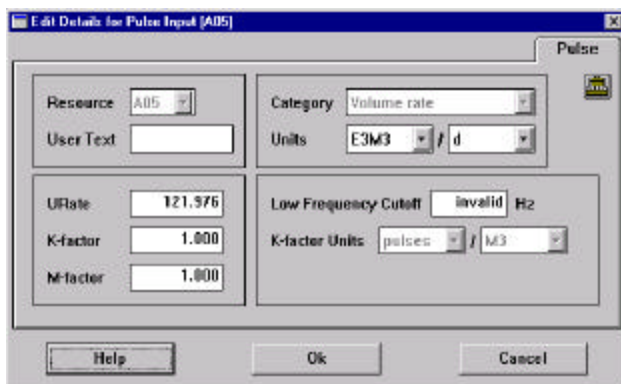 Edit Details for Pulse Input [A05]
Pulse
Resource A05
User Text
Category Volume rate
Units E3M3 / d
URate 121.976
K-factor 1.000
M-factor 1.000
Low Frequency Cutoff invalid Hz
K-factor Units pulses / M3
Help Ok Cancel